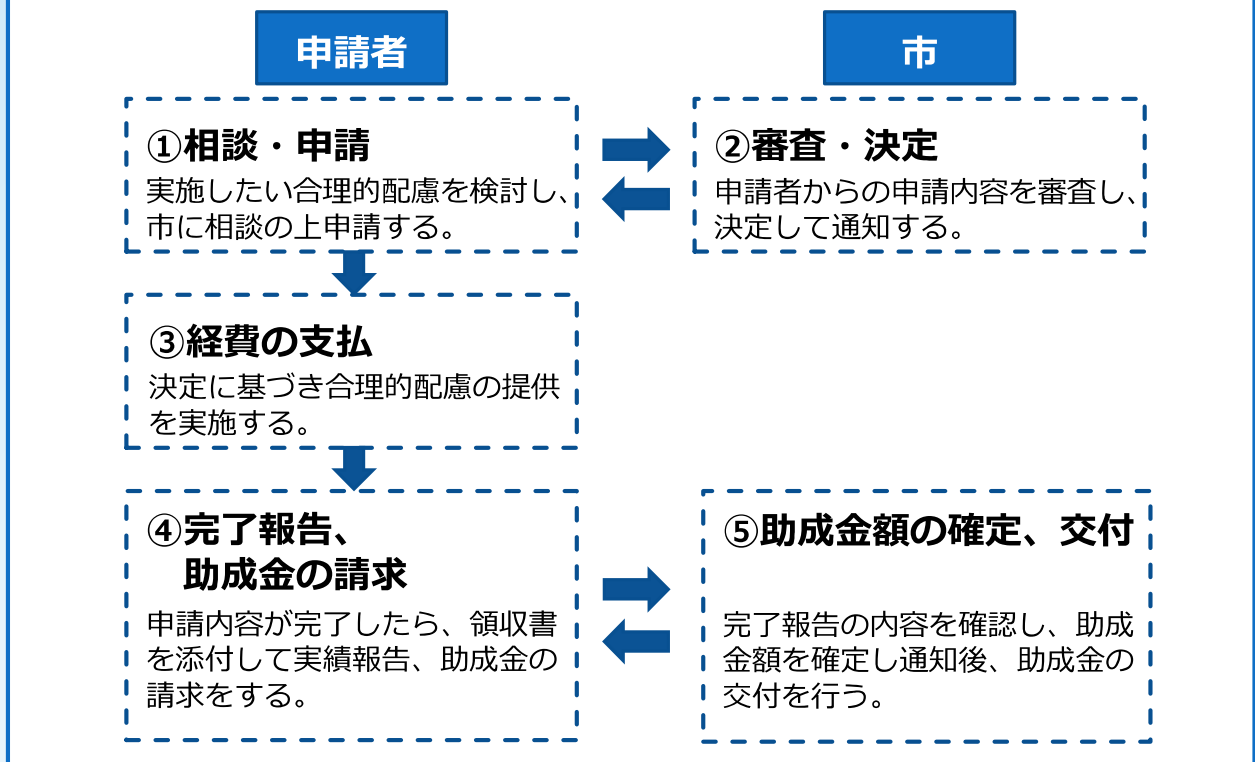 申請者
市
①相談・申請
実施したい合理的配慮を検討し、
市に相談の上申請する。
②審査・決定
申請者からの申請内容を審査し、
決定して通知する。
③経費の支払
決定に基づき合理的配慮の提供
を実施する。
④完了報告、
助成金の請求
申請内容が完了したら、領収書
を添付して実績報告、助成金の
請求をする。
⑤助成金額の確定、交付
完了報告の内容を確認し、助成
金額を確定し通知後、助成金の
交付を行う。